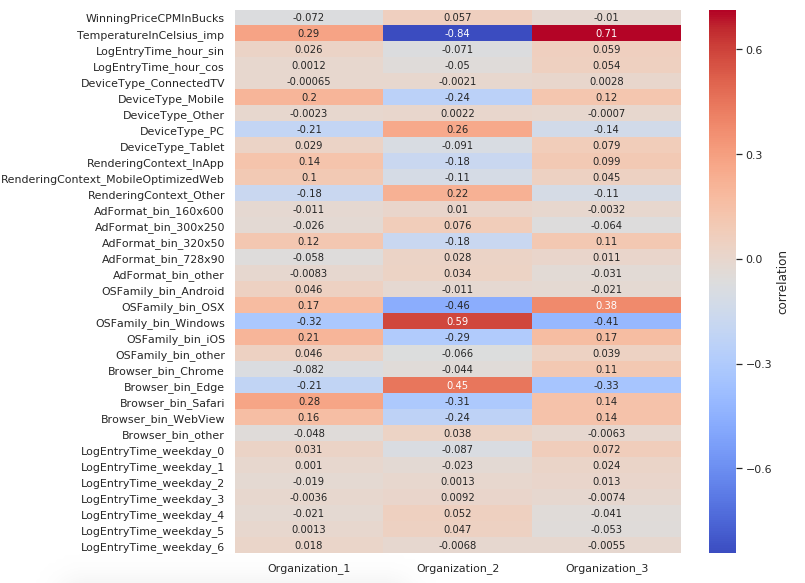 WinningPriceCPMInBucks -0.072 0.057 -0.01
TemperatureInCelsius_imp 0.29 -0.84 0.71
LogEntryTime_hour_sin 0.026 -0.071 0.059
LogEntryTime_hour_cos 0.0012 -0.05 0.054
DeviceType_ConnectedTV -0.00065 -0.0021 0.0028
DeviceType_Mobile 0.2 -0.24 0.12
DeviceType_Other -0.0023 0.0022 -0.0007
DeviceType_PC -0.21 0.26 -0.14
DeviceType_Tablet 0.029 -0.091 0.079
RenderingContext_InApp 0.14 -0.18 0.099
RenderingContext_MobileOptimizedWeb 0.1 -0.11 0.045
RenderingContext_Other -0.18 0.22 -0.11
AdFormat_bin_160x600 -0.011 0.01 -0.0032
AdFormat_bin_300x250 -0.026 0.076 -0.064
AdFormat_bin_320x50 0.12 -0.18 0.11
AdFormat_bin_728x90 -0.058 0.028 0.011
AdFormat_bin_other -0.0083 0.034 -0.031
OSFamily_bin_Android 0.046 -0.011 -0.021
OSFamily_bin_OSX 0.17 -0.46 0.38
OSFamily_bin_Windows -0.32 0.59 -0.41
OSFamily_bin_iOS 0.21 -0.29 0.17
OSFamily_bin_other 0.046 -0.066 0.039
Browser_bin_Chrome -0.082 -0.044 0.11
Browser_bin_Edge -0.21 0.45 -0.33
Browser_bin_Safari 0.28 -0.31 0.14
Browser_bin_WebView 0.16 -0.24 0.14
Browser_bin_other -0.048 0.038 -0.0063
LogEntryTime_weekday_0 0.031 -0.087 0.072
LogEntryTime_weekday_1 0.001 -0.023 0.024
LogEntryTime_weekday_2 -0.019 0.0013 0.013
LogEntryTime_weekday_3 -0.0036 0.0092 -0.0074
LogEntryTime_weekday_4 -0.021 0.052 -0.041
LogEntryTime_weekday_5 0.0013 0.047 -0.053
LogEntryTime_weekday_6 0.018 -0.0068 -0.0055
Organization_1 Organization_2 Organization_3
0.6
0.3
0.0
−0.3
−0.6
correlation